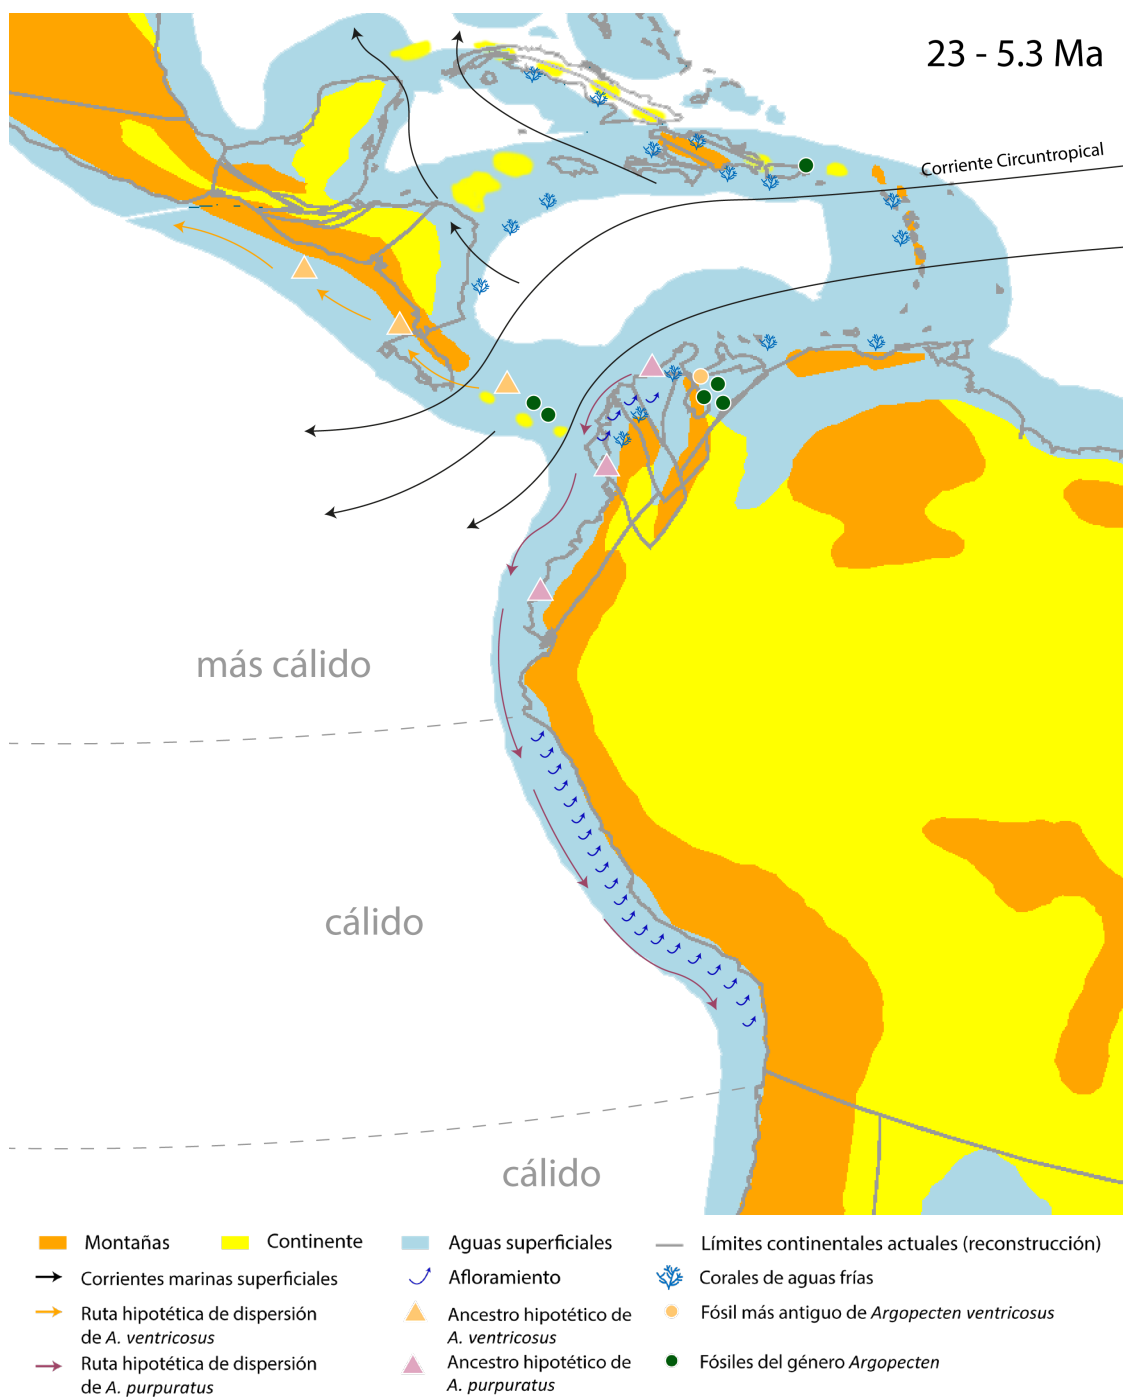 23 - 5.3 Ma
Corriente Circuntropical
más cálido
cálido
cálido
Montañas
Continente
Aguas superficiales
Límites continentales actuales (reconstrucción)
Corrientes marinas superficiales
Afloramiento
Corales de aguas frías
Ruta hipotética de dispersión
de A. ventricosus
Ancestro hipotético de
A. ventricosus
Fósil más antiguo de Argopecten ventricosus
Ruta hipotética de dispersión
de A. purpuratus
Ancestro hipotético de
A. purpuratus
Fósiles del género Argopecten